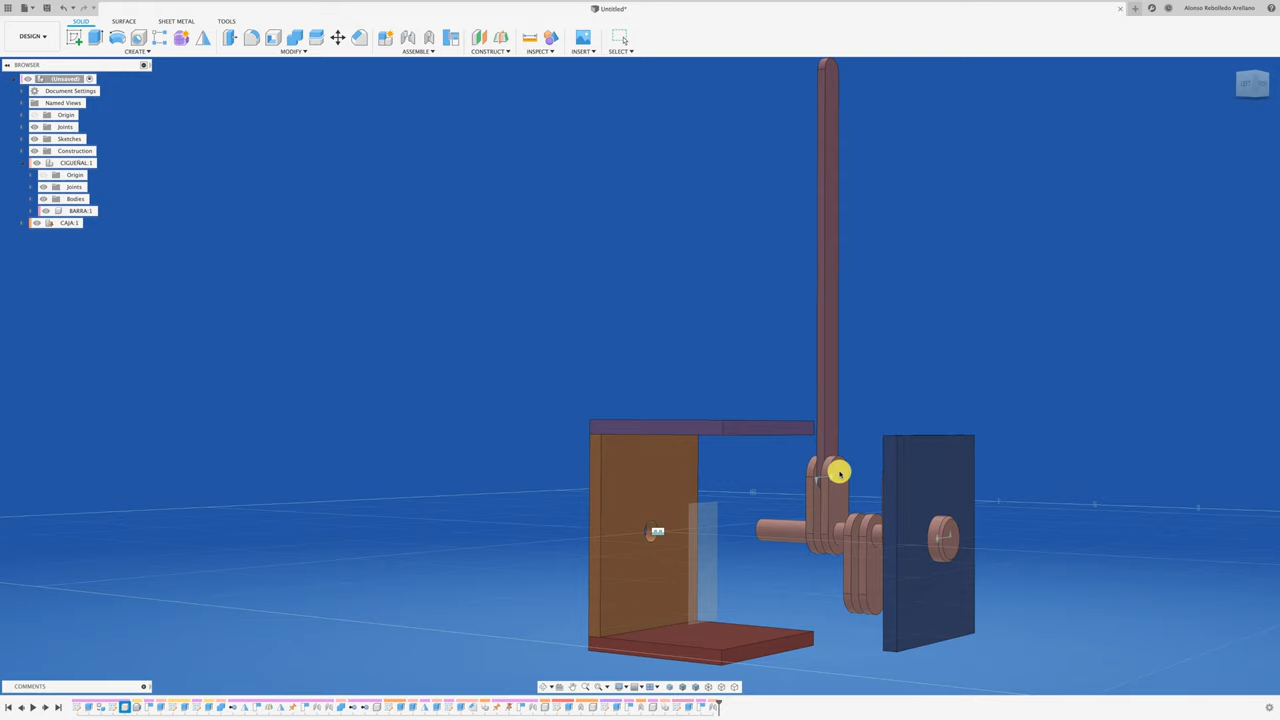 Untitled*
Alonso Rebolledo Arellano
DESIGN
SOLID
SURFACE
SHEET METAL
TOOLS
CREATE
MODIFY
ASSEMBLE
CONSTRUCT
INSPECT
INSERT
SELECT
BROWSER
(Unsaved)
Document Settings
Named Views
Origin
Joints
Sketches
Construction
CIGUEÑAL:1
Origin
Joints
Bodies
BARRA:1
CAJA:1
LEFT
COMMENTS